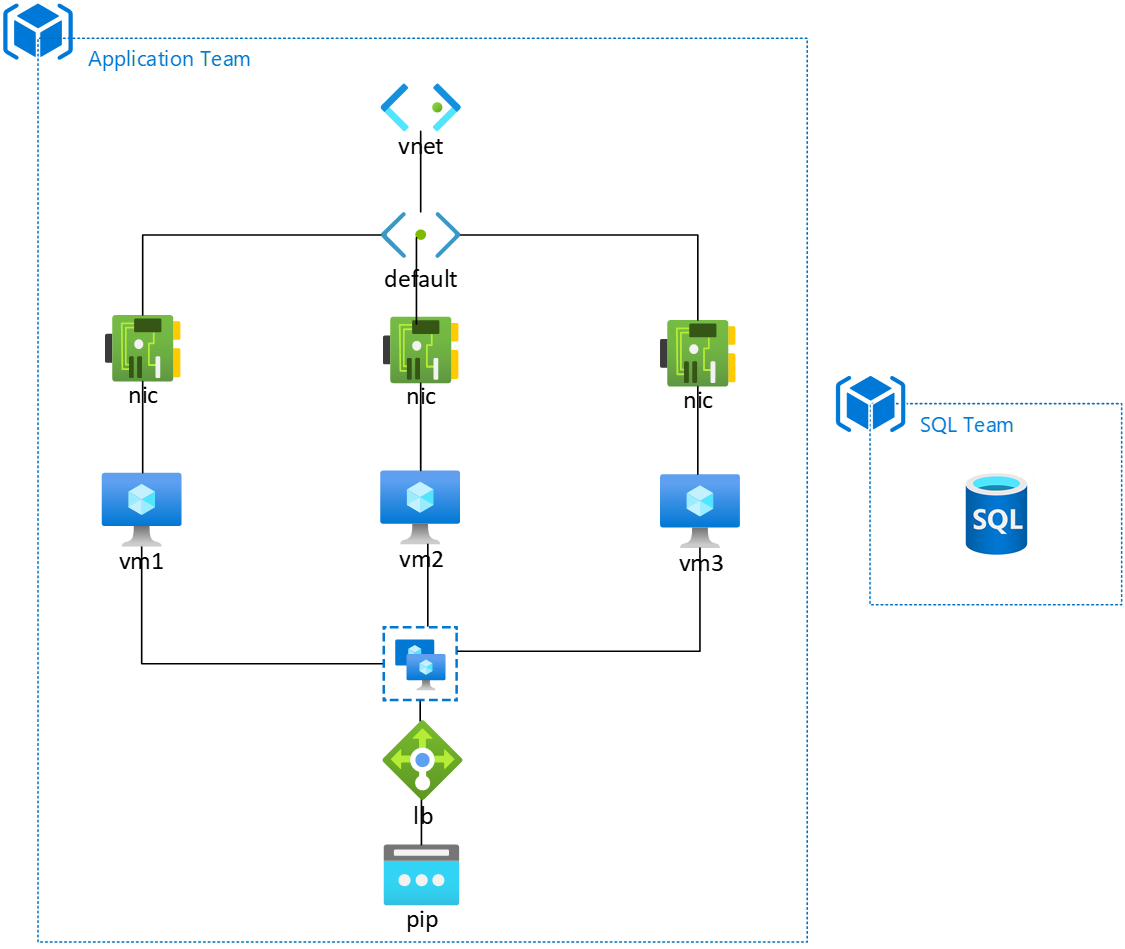 Application Team
vnet
default
nic
nic
nic
SQL Team
SQL
vm1
vm2
vm3
lb
pip